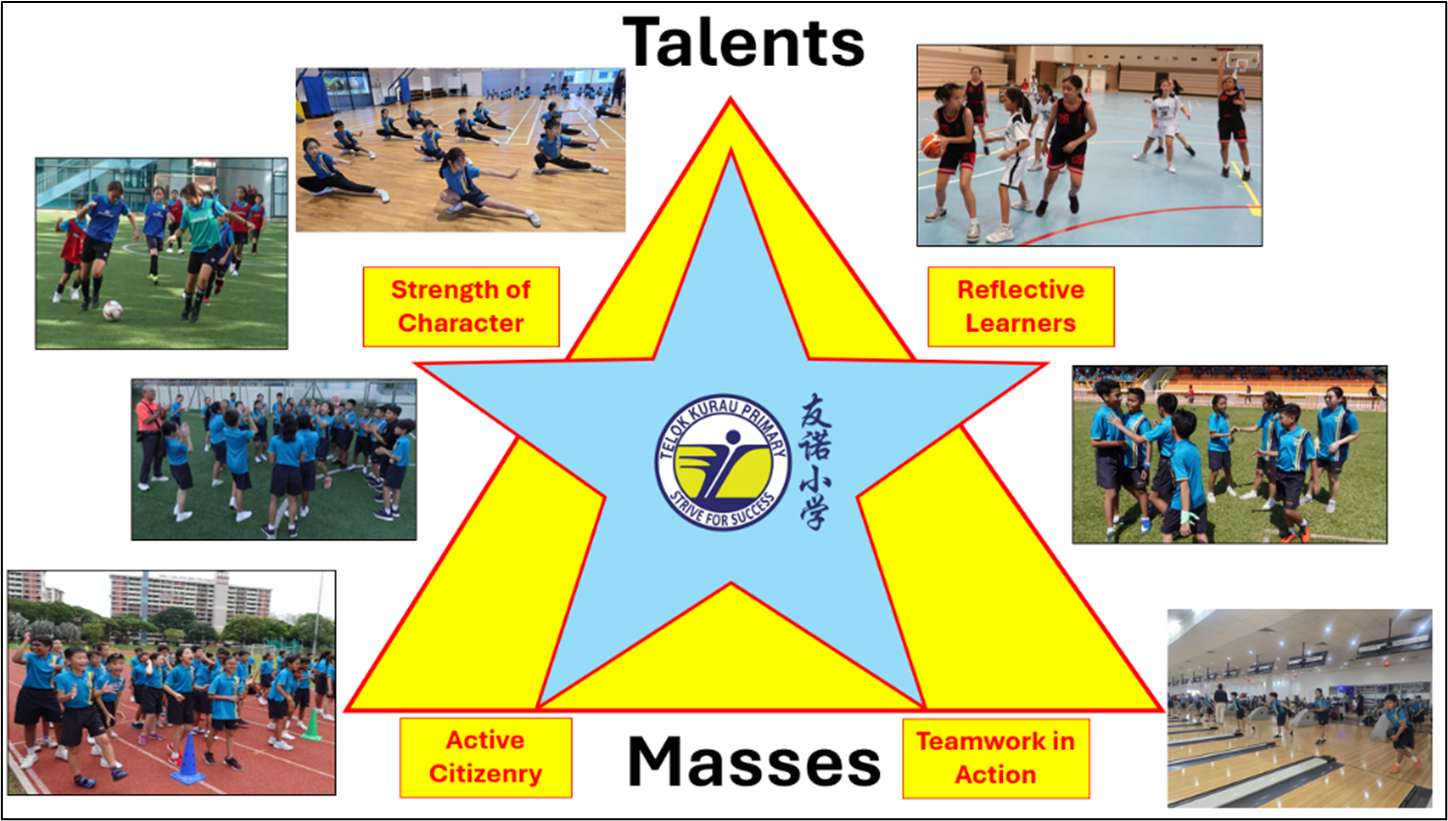 Talents
Strength of
Character
Reflective
Learners
TELOK KURAU PRIMARY
STRIVE FOR SUCCESS
友诺小学
Active
Citizenry
Masses
Teamwork in
Action